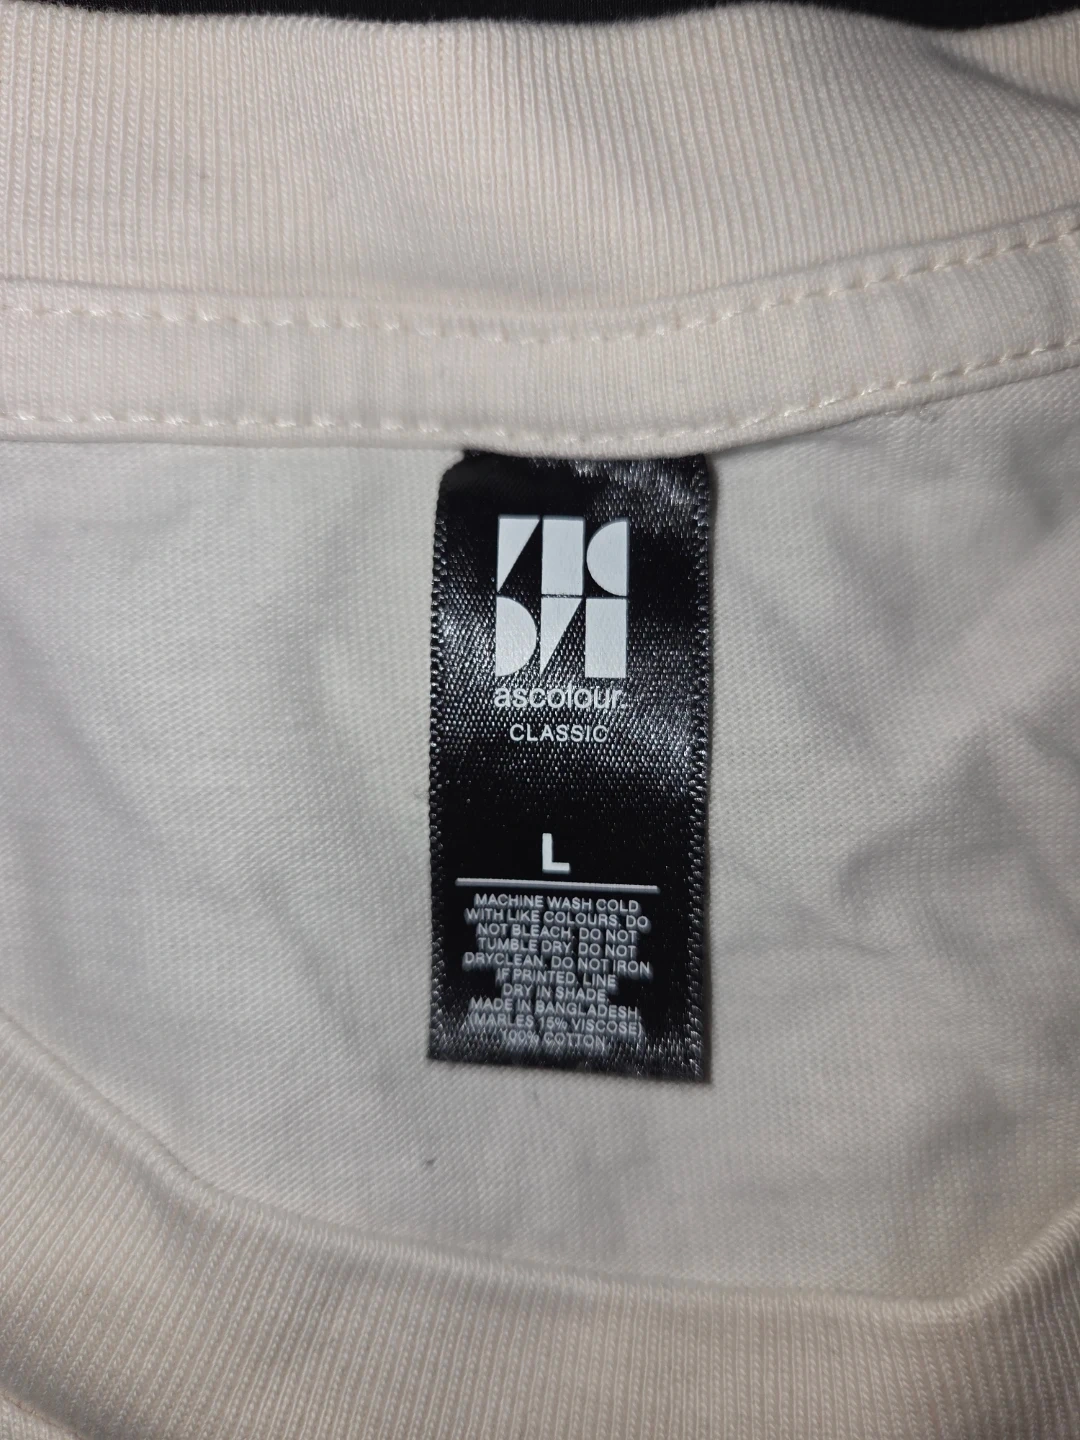 ascolour
CLASSIC
L
MACHINE WASH COLD
WITH LIKE COLOURS. DO
NOT BLEACH. DO NOT
TUMBLE DRY. DO NOT
DRYCLEAN. DO NOT IRON
IF PRINTED. LINE
DRY IN SHADE.
MADE IN BANGLADESH.
(MARLES 15% VISCOSE)
100% COTTON